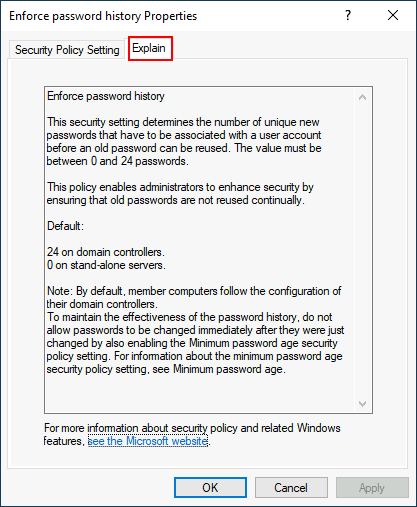 Enforce password history Properties
?
Security Policy Setting
Explain
Enforce password history
This security setting determines the number of unique new
passwords that have to be associated with a user account
before an old password can be reused. The value must be
between 0 and 24 passwords.
This policy enables administrators to enhance security by
ensuring that old passwords are not reused continually.
Default:
24 on domain controllers.
0 on stand-alone servers.
Note: By default, member computers follow the configuration of
their domain controllers.
To maintain the effectiveness of the password history, do not
allow passwords to be changed immediately after they were just
changed by also enabling the Minimum password age security
policy setting. For information about the minimum password age
security policy setting, see Minimum password age.
For more information about security policy and related Windows
features, see the Microsoft website.
OK
Cancel
Apply